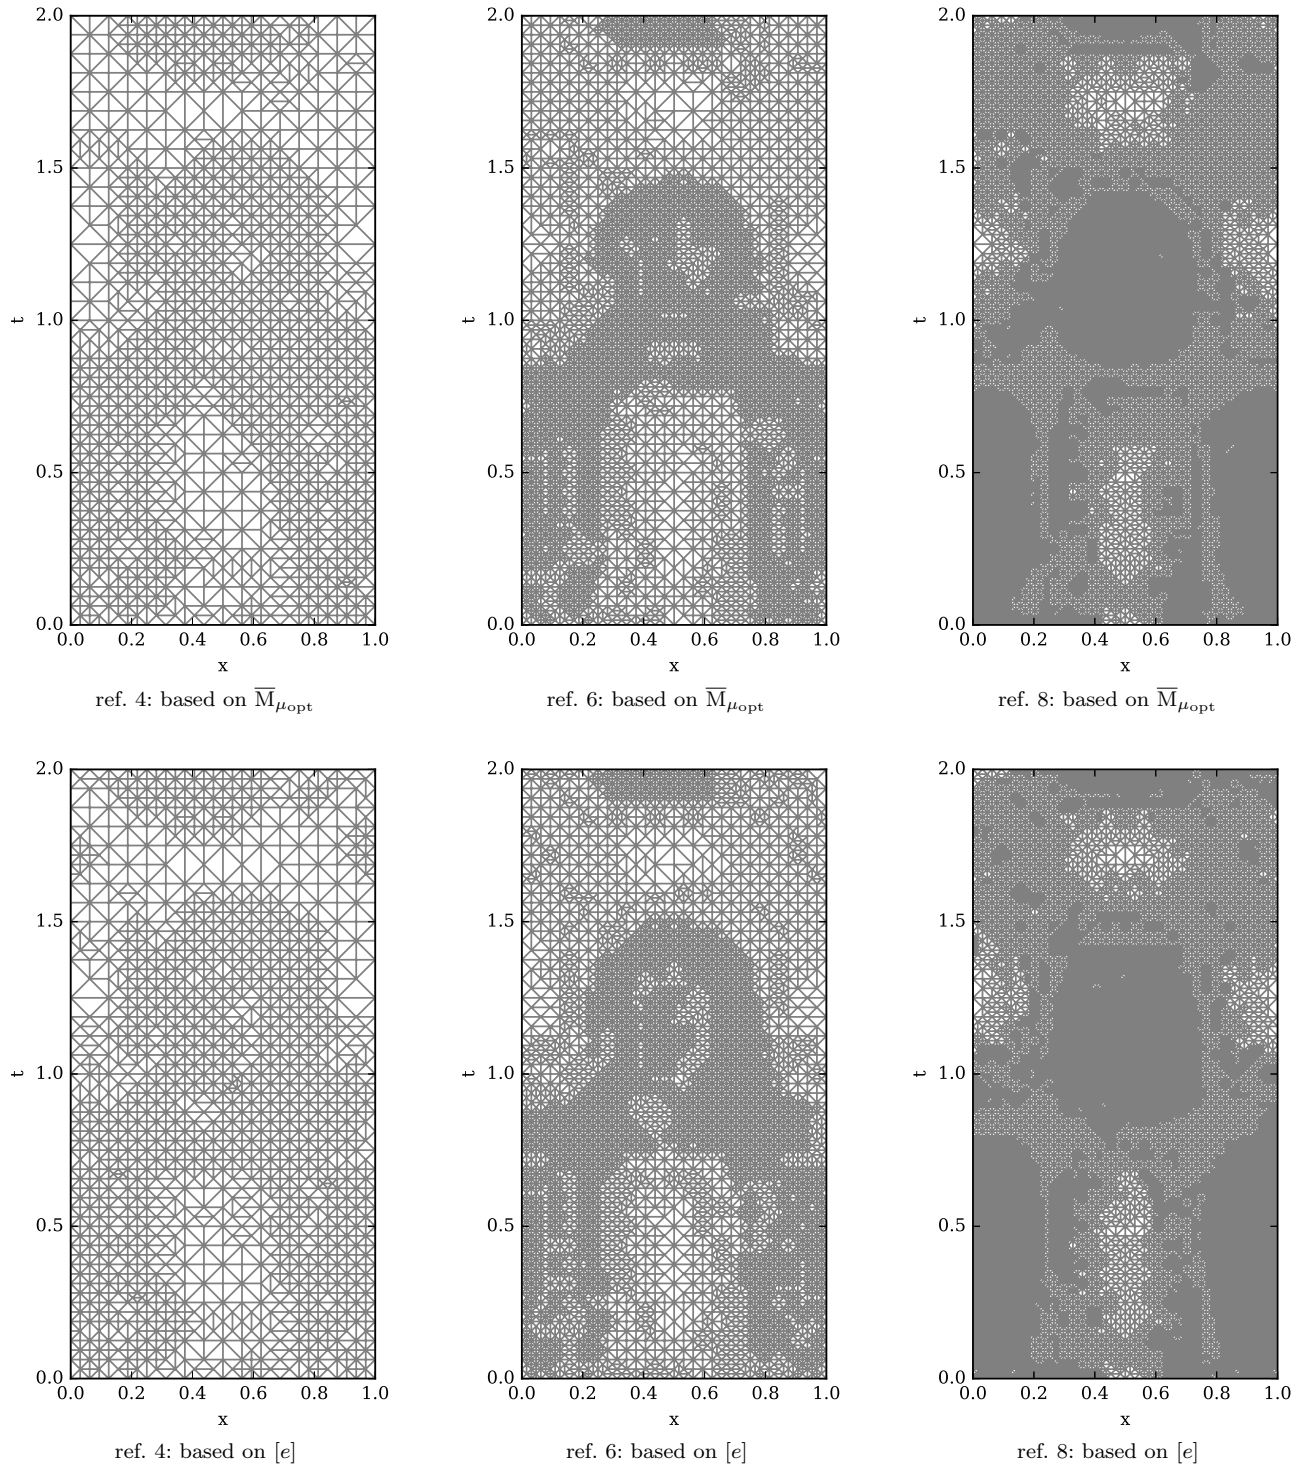 2.0 2.0 2.0
1.5 1.5 1.5
t 1.0 t 1.0 t 1.0
0.5 0.5 0.5
0.0 0.0 0.0
0.0 0.2 0.4 0.6 0.8 1.0 0.0 0.2 0.4 0.6 0.8 1.0 0.0 0.2 0.4 0.6 0.8 1.0
x x x
ref. 4: based on M̅_{μ_opt} ref. 6: based on M̅_{μ_opt} ref. 8: based on M̅_{μ_opt}
2.0 2.0 2.0
1.5 1.5 1.5
t 1.0 t 1.0 t 1.0
0.5 0.5 0.5
0.0 0.0 0.0
0.0 0.2 0.4 0.6 0.8 1.0 0.0 0.2 0.4 0.6 0.8 1.0 0.0 0.2 0.4 0.6 0.8 1.0
x x x
ref. 4: based on [e] ref. 6: based on [e] ref. 8: based on [e]